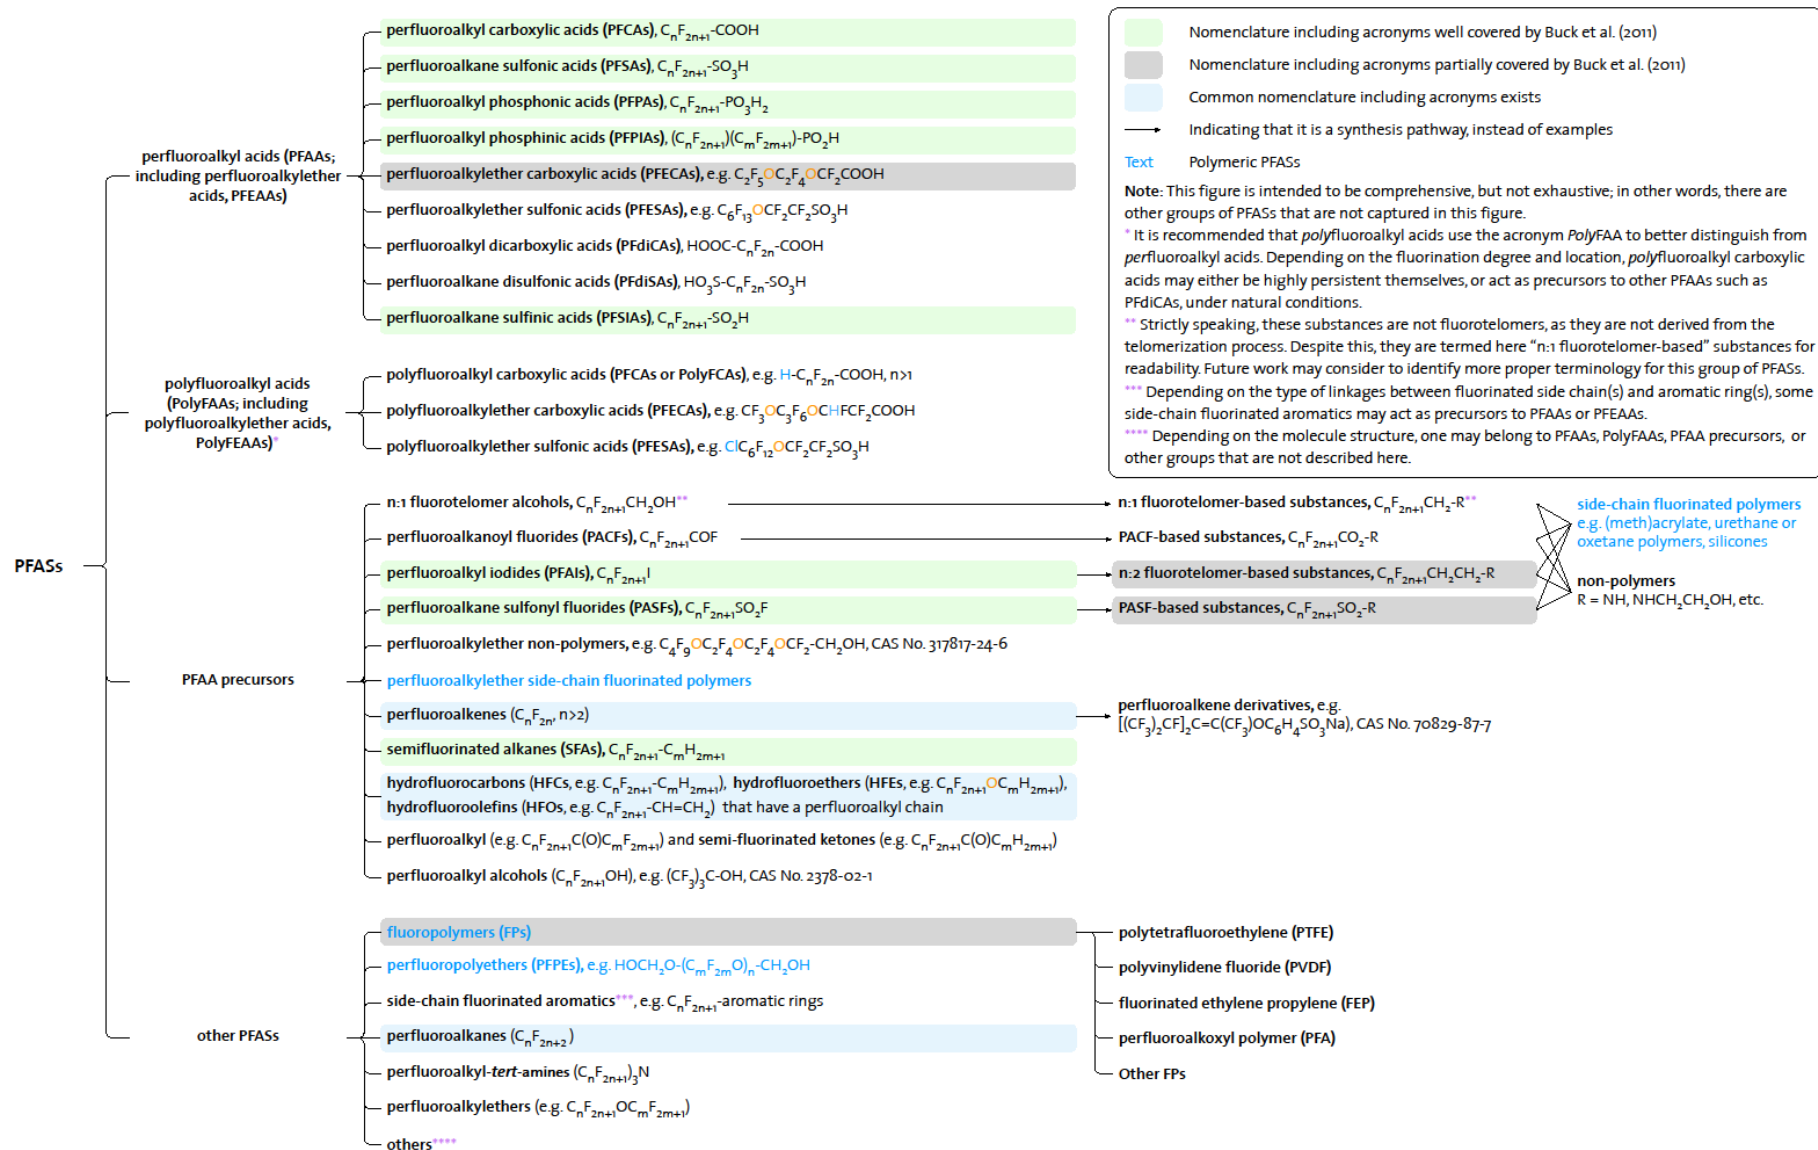 PFASs
perfluoroalkyl acids (PFAAs;
including perfluoroalkylether
acids, PFEAAs)
perfluoroalkyl carboxylic acids (PFCAs), CₙF₂ₙ₊₁-COOH
perfluoroalkane sulfonic acids (PFSAs), CₙF₂ₙ₊₁-SO₃H
perfluoroalkyl phosphonic acids (PFPAs), CₙF₂ₙ₊₁-PO₃H₂
perfluoroalkyl phosphinic acids (PFPIAs), (CₙF₂ₙ₊₁)(CₘF₂ₘ₊₁)-PO₂H
perfluoroalkylether carboxylic acids (PFECAs), e.g. C₂F₅OC₂F₄OCF₂COOH
perfluoroalkylether sulfonic acids (PFESAs), e.g. C₆F₁₃OCF₂CF₂SO₃H
perfluoroalkyl dicarboxylic acids (PFdiCAs), HOOC-CₙF₂ₙ-COOH
perfluoroalkane disulfonic acids (PFdiSAs), HO₃S-CₙF₂ₙ-SO₃H
perfluoroalkane sulfinic acids (PFSIAs), CₙF₂ₙ₊₁-SO₂H
polyfluoroalkyl acids
(PolyFAAs; including
polyfluoroalkylether acids,
PolyFEAAs)*
polyfluoroalkyl carboxylic acids (PFCAs or PolyFCAs), e.g. H-CₙF₂ₙ-COOH, n>1
polyfluoroalkylether carboxylic acids (PFECAs), e.g. CF₃OC₃F₆OCHFCF₂COOH
polyfluoroalkylether sulfonic acids (PFESAs), e.g. ClC₆F₁₂OCF₂CF₂SO₃H
PFAA precursors
n:1 fluorotelomer alcohols, CₙF₂ₙ₊₁CH₂OH**
n:1 fluorotelomer-based substances, CₙF₂ₙ₊₁CH₂-R**
perfluoroalkanoyl fluorides (PACFs), CₙF₂ₙ₊₁COF
PACF-based substances, CₙF₂ₙ₊₁CO₂-R
perfluoroalkyl iodides (PFAIs), CₙF₂ₙ₊₁I
n:2 fluorotelomer-based substances, CₙF₂ₙ₊₁CH₂CH₂-R
perfluoroalkane sulfonyl fluorides (PASFs), CₙF₂ₙ₊₁SO₂F
PASF-based substances, CₙF₂ₙ₊₁SO₂-R
side-chain fluorinated polymers
e.g. (meth)acrylate, urethane or
oxetane polymers, silicones
non-polymers
R = NH, NHCH₂CH₂OH, etc.
perfluoroalkylether non-polymers, e.g. C₄F₉OC₂F₄OC₂F₄OCF₂-CH₂OH, CAS No. 317817-24-6
perfluoroalkylether side-chain fluorinated polymers
perfluoroalkenes (CₙF₂ₙ, n>2)
perfluoroalkene derivatives, e.g.
[(CF₃)₂CF]₂C=C(CF₃)OC₆H₄SO₃Na), CAS No. 70829-87-7
semifluorinated alkanes (SFAs), CₙF₂ₙ₊₁-CₘH₂ₘ₊₁
hydrofluorocarbons (HFCs, e.g. CₙF₂ₙ₊₁-CₘH₂ₘ₊₁), hydrofluoroethers (HFEs, e.g. CₙF₂ₙ₊₁OCₘH₂ₘ₊₁),
hydrofluoroolefins (HFOs, e.g. CₙF₂ₙ₊₁-CH=CH₂) that have a perfluoroalkyl chain
perfluoroalkyl (e.g. CₙF₂ₙ₊₁C(O)CₘF₂ₘ₊₁) and semi-fluorinated ketones (e.g. CₙF₂ₙ₊₁C(O)CₘH₂ₘ₊₁)
perfluoroalkyl alcohols (CₙF₂ₙ₊₁OH), e.g. (CF₃)₃C-OH, CAS No. 2378-02-1
other PFASs
fluoropolymers (FPs)
perfluoropolyethers (PFPEs), e.g. HOCH₂O-(CₘF₂ₘO)ₙ-CH₂OH
side-chain fluorinated aromatics***, e.g. CₙF₂ₙ₊₁-aromatic rings
perfluoroalkanes (CₙF₂ₙ₊₂)
perfluoroalkyl-tert-amines (CₙF₂ₙ₊₁)₃N
perfluoroalkylethers (e.g. CₙF₂ₙ₊₁OCₘF₂ₘ₊₁)
others****
polytetrafluoroethylene (PTFE)
polyvinylidene fluoride (PVDF)
fluorinated ethylene propylene (FEP)
perfluoroalkoxyl polymer (PFA)
Other FPs
Nomenclature including acronyms well covered by Buck et al. (2011)
Nomenclature including acronyms partially covered by Buck et al. (2011)
Common nomenclature including acronyms exists
Indicating that it is a synthesis pathway, instead of examples
Text Polymeric PFASs
Note: This figure is intended to be comprehensive, but not exhaustive; in other words, there are
other groups of PFASs that are not captured in this figure.
* It is recommended that polyfluoroalkyl acids use the acronym PolyFAA to better distinguish from
perfluoroalkyl acids. Depending on the fluorination degree and location, polyfluoroalkyl carboxylic
acids may either be highly persistent themselves, or act as precursors to other PFAAs such as
PFdiCAs, under natural conditions.
** Strictly speaking, these substances are not fluorotelomers, as they are not derived from the
telomerization process. Despite this, they are termed here “n:1 fluorotelomer-based” substances for
readability. Future work may consider to identify more proper terminology for this group of PFASs.
*** Depending on the type of linkages between fluorinated side chain(s) and aromatic ring(s), some
side-chain fluorinated aromatics may act as precursors to PFAAs or PFEAAs.
**** Depending on the molecule structure, one may belong to PFAAs, PolyFAAs, PFAA precursors, or
other groups that are not described here.